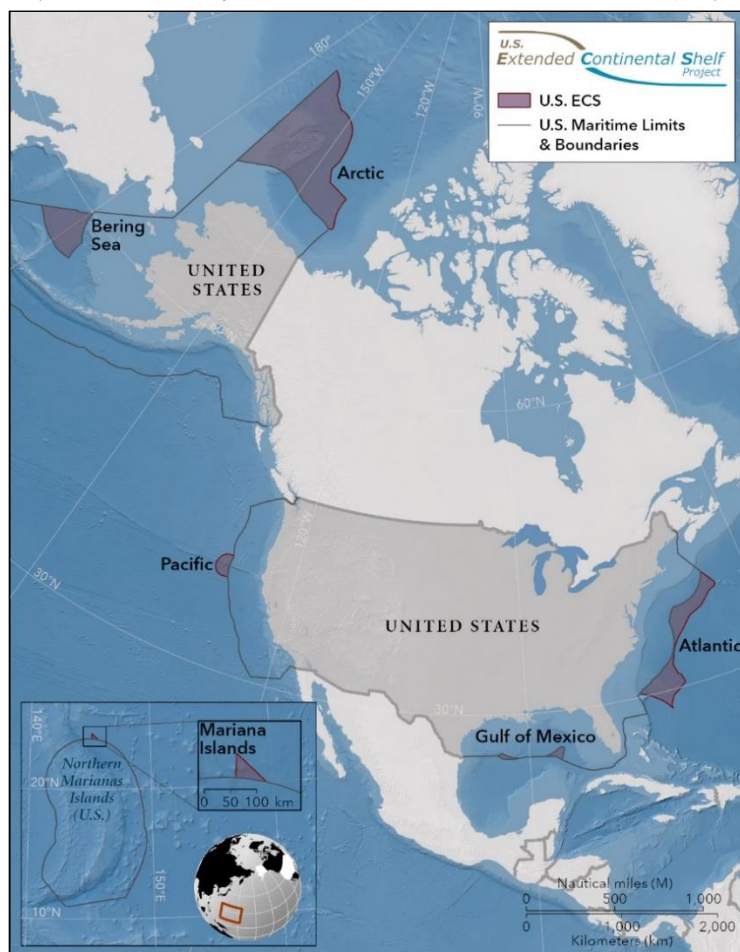 U.S.
Extended Continental Shelf
Project
U.S. ECS
U.S. Maritime Limits
& Boundaries
180°
150°W
120°W
90°W
Arctic
Bering
Sea
UNITED
STATES
60°N
120°W
Pacific
30°N
UNITED STATES
Atlantic
30°N
Gulf of Mexico
140°E
Mariana
Islands
0 50 100 km
Northern
Marianas
Islands
(U.S.)
20°N
150°E
10°N
Nautical miles (M)
0 500 1,000
0 1,000 2,000
Kilometers (km)